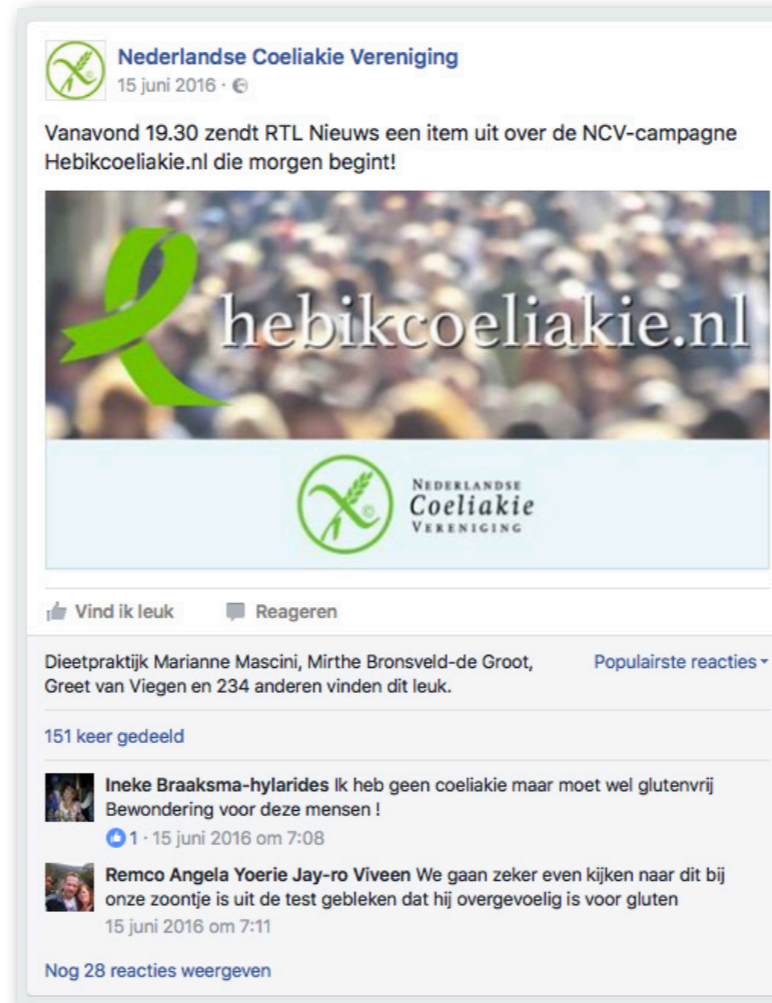 Nederlandse Coeliakie Vereniging
15 juni 2016 ·
Vanavond 19.30 zendt RTL Nieuws een item uit over de NCV-campagne
Hebikcoeliakie.nl die morgen begint!
hebikcoeliakie.nl
©
NEDERLANDSE
Coeliakie
VERENIGING
Vind ik leuk Reageren
Dieetpraktijk Marianne Mascini, Mirthe Bronsveld-de Groot, Populairste reacties
Greet van Viegen en 234 anderen vinden dit leuk.
151 keer gedeeld
Ineke Braaksma-hylarides Ik heb geen coeliakie maar moet wel glutenvrij
Bewondering voor deze mensen !
1 · 15 juni 2016 om 7:08
Remco Angela Yoerie Jay-ro Viveen We gaan zeker even kijken naar dit bij
onze zoontje is uit de test gebleken dat hij overgevoelig is voor gluten
15 juni 2016 om 7:11
Nog 28 reacties weergeven